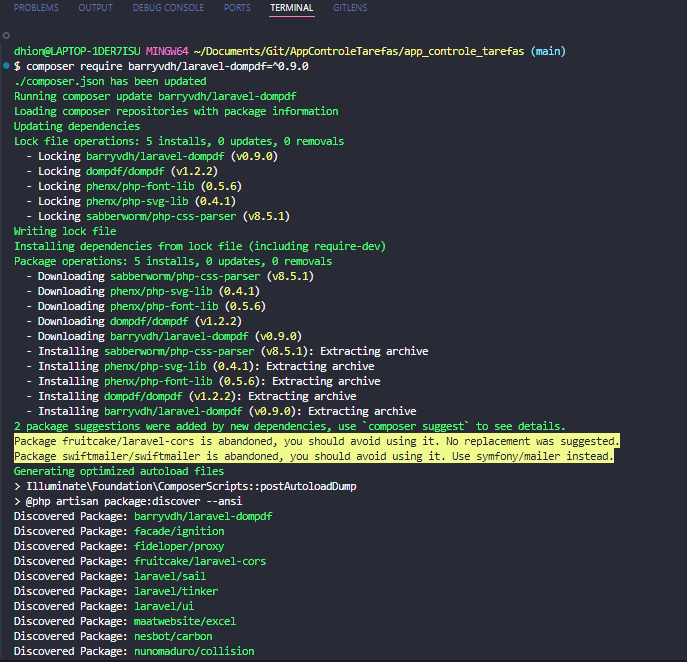 PROBLEMS OUTPUT DEBUG CONSOLE PORTS TERMINAL GITLENS
dhion@LAPTOP-1DER7ISU MINGW64 ~/Documents/Git/AppControleTarefas/app_controle_tarefas (main)
$ composer require barryvdh/laravel-dompdf=^0.9.0
./composer.json has been updated
Running composer update barryvdh/laravel-dompdf
Loading composer repositories with package information
Updating dependencies
Lock file operations: 5 installs, 0 updates, 0 removals
  - Locking barryvdh/laravel-dompdf (v0.9.0)
  - Locking dompdf/dompdf (v1.2.2)
  - Locking phenx/php-font-lib (0.5.6)
  - Locking phenx/php-svg-lib (0.4.1)
  - Locking sabberworm/php-css-parser (v8.5.1)
Writing lock file
Installing dependencies from lock file (including require-dev)
Package operations: 5 installs, 0 updates, 0 removals
  - Downloading sabberworm/php-css-parser (v8.5.1)
  - Downloading phenx/php-svg-lib (0.4.1)
  - Downloading phenx/php-font-lib (0.5.6)
  - Downloading dompdf/dompdf (v1.2.2)
  - Downloading barryvdh/laravel-dompdf (v0.9.0)
  - Installing sabberworm/php-css-parser (v8.5.1): Extracting archive
  - Installing phenx/php-svg-lib (0.4.1): Extracting archive
  - Installing phenx/php-font-lib (0.5.6): Extracting archive
  - Installing dompdf/dompdf (v1.2.2): Extracting archive
  - Installing barryvdh/laravel-dompdf (v0.9.0): Extracting archive
2 package suggestions were added by new dependencies, use `composer suggest` to see details.
Package fruitcake/laravel-cors is abandoned, you should avoid using it. No replacement was suggested.
Package swiftmailer/swiftmailer is abandoned, you should avoid using it. Use symfony/mailer instead.
Generating optimized autoload files
> Illuminate\Foundation\ComposerScripts::postAutoloadDump
> @php artisan package:discover --ansi
Discovered Package: barryvdh/laravel-dompdf
Discovered Package: facade/ignition
Discovered Package: fideloper/proxy
Discovered Package: fruitcake/laravel-cors
Discovered Package: laravel/sail
Discovered Package: laravel/tinker
Discovered Package: laravel/ui
Discovered Package: maatwebsite/excel
Discovered Package: nesbot/carbon
Discovered Package: nunomaduro/collision